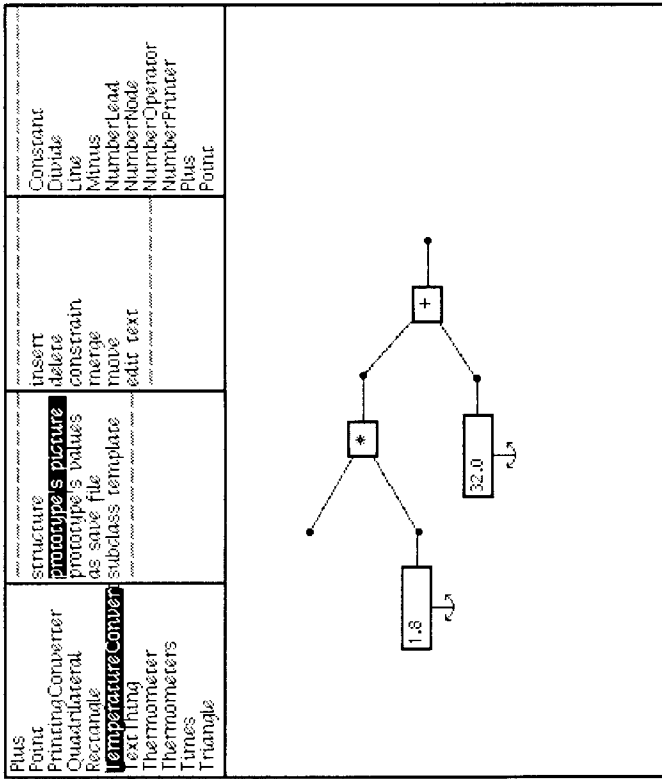 Plus
Point
PrintingConverter
Quadrilateral
Rectangle
TemperatureConver
TextThing
Thermometer
Thermometers
Times
Triangle
structure
prototype's picture
prototype's values
as save file
subclass template
insert
delete
constrain
merge
move
edit text
Constant
Divide
Line
Minus
NumberLead
NumberNode
NumberOperator
NumberPrinter
Plus
Point
*
+
1.8
32.0